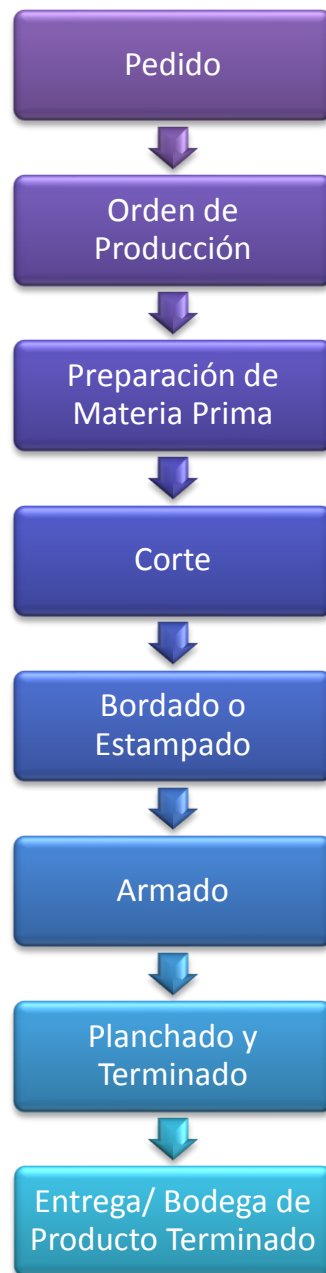 Pedido
Orden de
Producción
Preparación de
Materia Prima
Corte
Bordado o
Estampado
Armado
Planchado y
Terminado
Entrega/ Bodega de
Producto Terminado